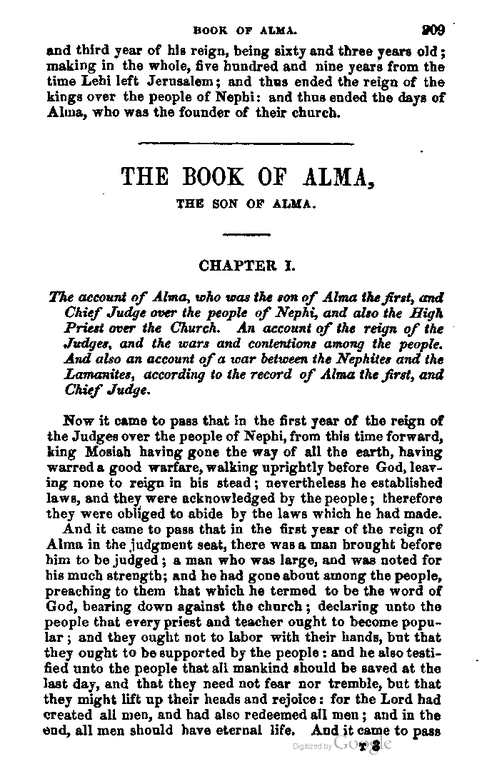 BOOK OF ALMA. 209
and third year of his reign, being sixty and three years old;
making in the whole, five hundred and nine years from the
time Lehi left Jerusalem; and thus ended the reign of the
kings over the people of Nephi: and thus ended the days of
Alma, who was the founder of their church.
THE BOOK OF ALMA,
THE SON OF ALMA.
CHAPTER I.
The account of Alma, who was the son of Alma the first, and
Chief Judge over the people of Nephi, and also the High
Priest over the Church. An account of the reign of the
Judges, and the wars and contentions among the people.
And also an account of a war between the Nephites and the
Lamanites, according to the record of Alma the first, and
Chief Judge.
Now it came to pass that in the first year of the reign of
the Judges over the people of Nephi, from this time forward,
king Mosiah having gone the way of all the earth, having
warred a good warfare, walking uprightly before God, leav-
ing none to reign in his stead; nevertheless he established
laws, and they were acknowledged by the people; therefore
they were obliged to abide by the laws which he had made.
And it came to pass that in the first year of the reign of
Alma in the judgment seat, there was a man brought before
him to be judged; a man who was large, and was noted for
his much strength; and he had gone about among the people,
preaching to them that which he termed to be the word of
God, bearing down against the church; declaring unto the
people that every priest and teacher ought to become popu-
lar; and they ought not to labor with their hands, but that
they ought to be supported by the people: and he also testi-
fied unto the people that all mankind should be saved at the
last day, and that they need not fear nor tremble, but that
they might lift up their heads and rejoice: for the Lord had
created all men, and had also redeemed all men; and in the
end, all men should have eternal life. And it came to pass
Digitized by Google
T 2